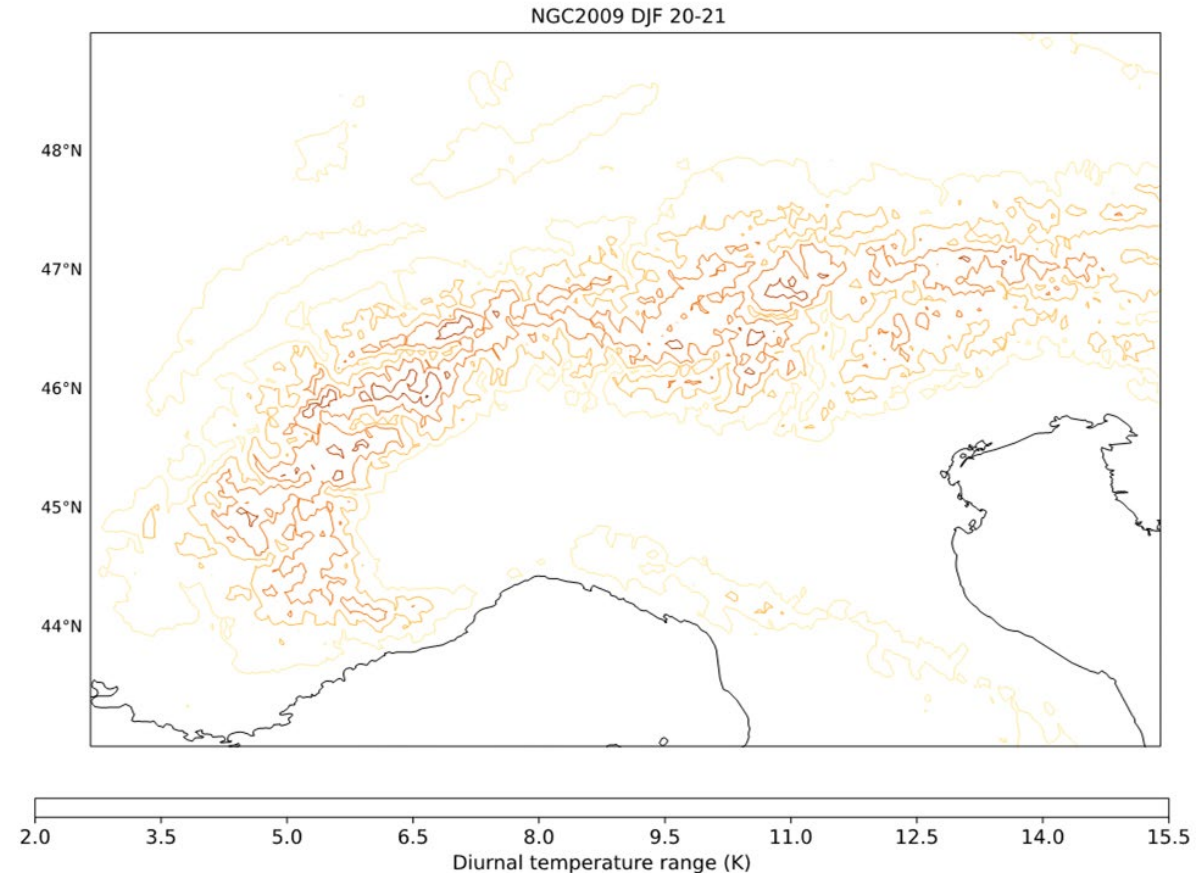 NGC2009 DJF 20-21
48°N
47°N
46°N
45°N
44°N
2.0 3.5 5.0 6.5 8.0 9.5 11.0 12.5 14.0 15.5
Diurnal temperature range (K)